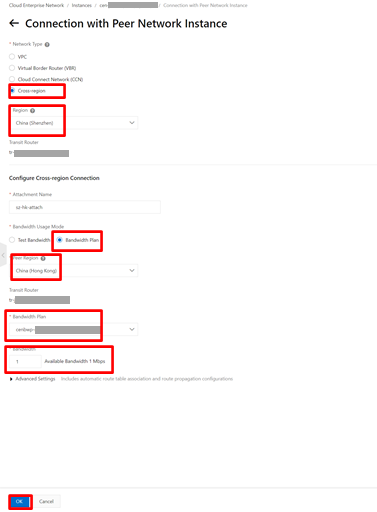 Cloud Enterprise Network / Instances / cen- / Connection with Peer Network Instance
← Connection with Peer Network Instance
* Network Type
VPC
Virtual Border Router (VBR)
Cloud Connect Network (CCN)
Cross-region
* Region
China (Shenzhen)
Transit Router
tr-
Configure Cross-region Connection
* Attachment Name
sz-hk-attach
* Bandwidth Usage Mode
Test Bandwidth
Bandwidth Plan
* Peer Region
China (Hong Kong)
Transit Router
tr-
* Bandwidth Plan
cenbwp-
* Bandwidth
1 Available Bandwidth 1 Mbps
Advanced Settings Includes automatic route table association and route propagation configurations
OK Cancel